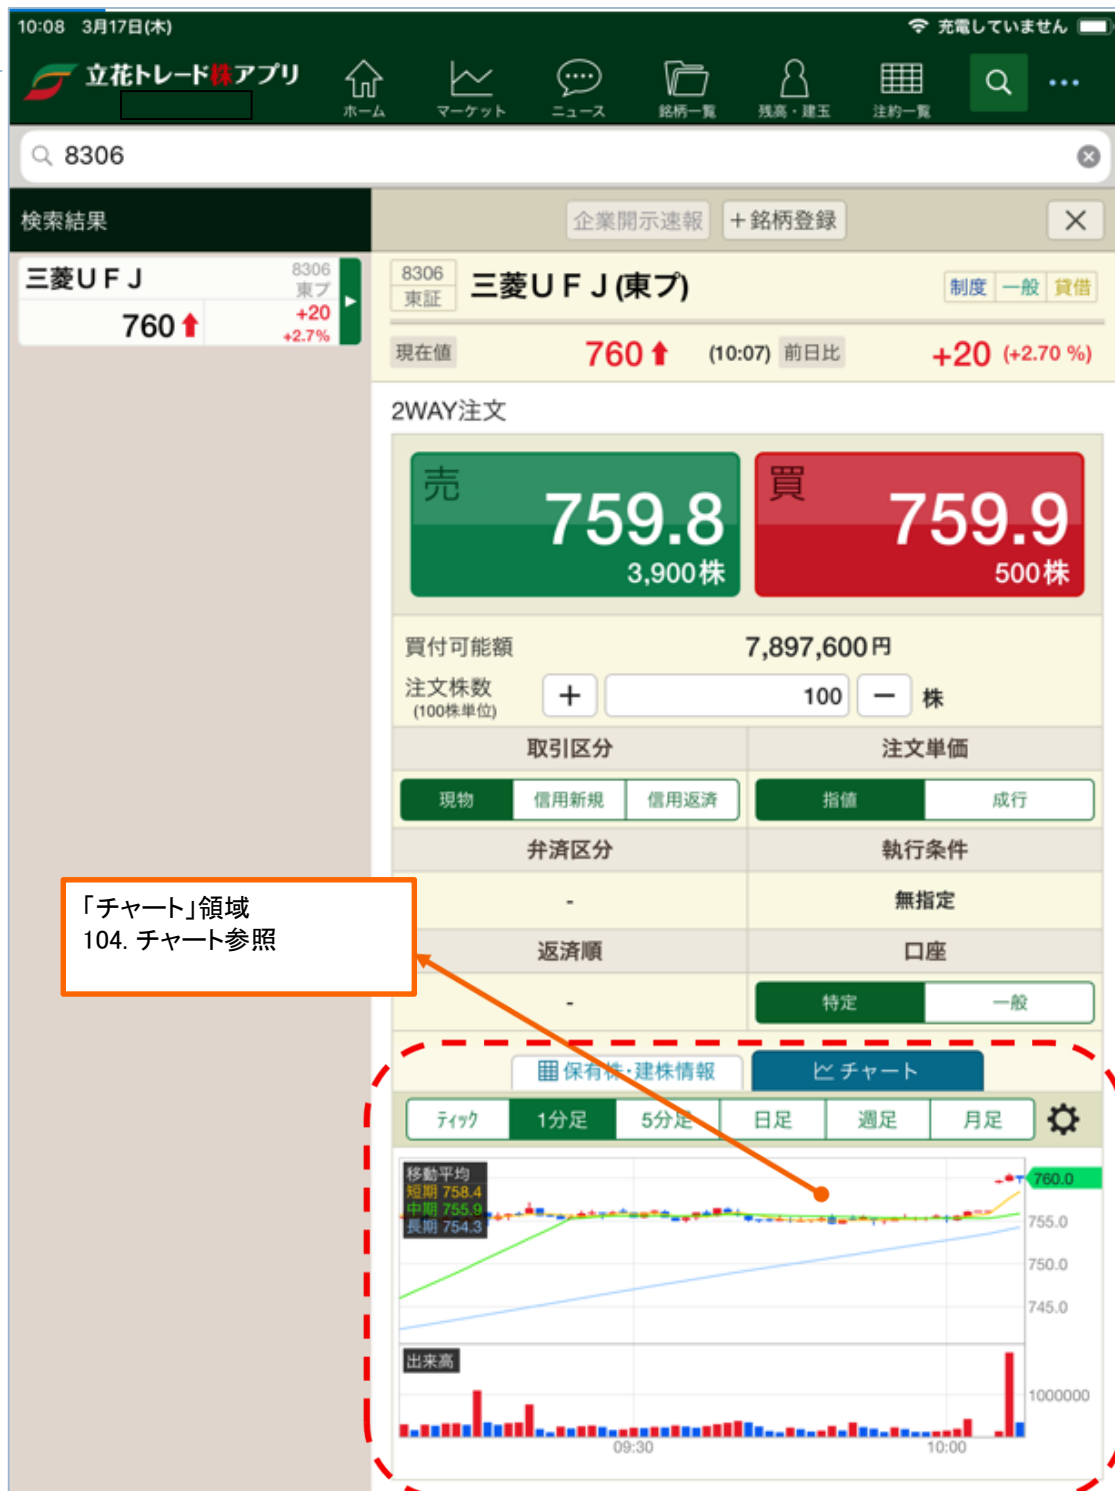 10:08 3月17日(木) 充電していません
立花トレード株アプリ
ホーム マーケット ニュース 銘柄一覧 残高・建玉 注約一覧
8306
検索結果
企業開示速報 +銘柄登録
三菱UFJ 8306
東プ
760 +20
+2.7%
8306
東証
三菱UFJ(東プ) 制度 一般 貸借
現在値 760 (10:07) 前日比 +20 (+2.70 %)
2WAY注文
売 759.8
3,900株
買 759.9
500株
買付可能額 7,897,600円
注文株数
(100株単位)
+ 100 − 株
取引区分 注文単価
現物 信用新規 信用返済 指値 成行
弁済区分 執行条件
- 無指定
返済順 口座
- 特定 一般
「チャート」領域
104. チャート参照
保有株・建株情報 チャート
ティック 1分足 5分足 日足 週足 月足
移動平均
短期 758.4
中期 755.9
長期 754.3
760.0
755.0
750.0
745.0
出来高
1000000
09:30 10:00